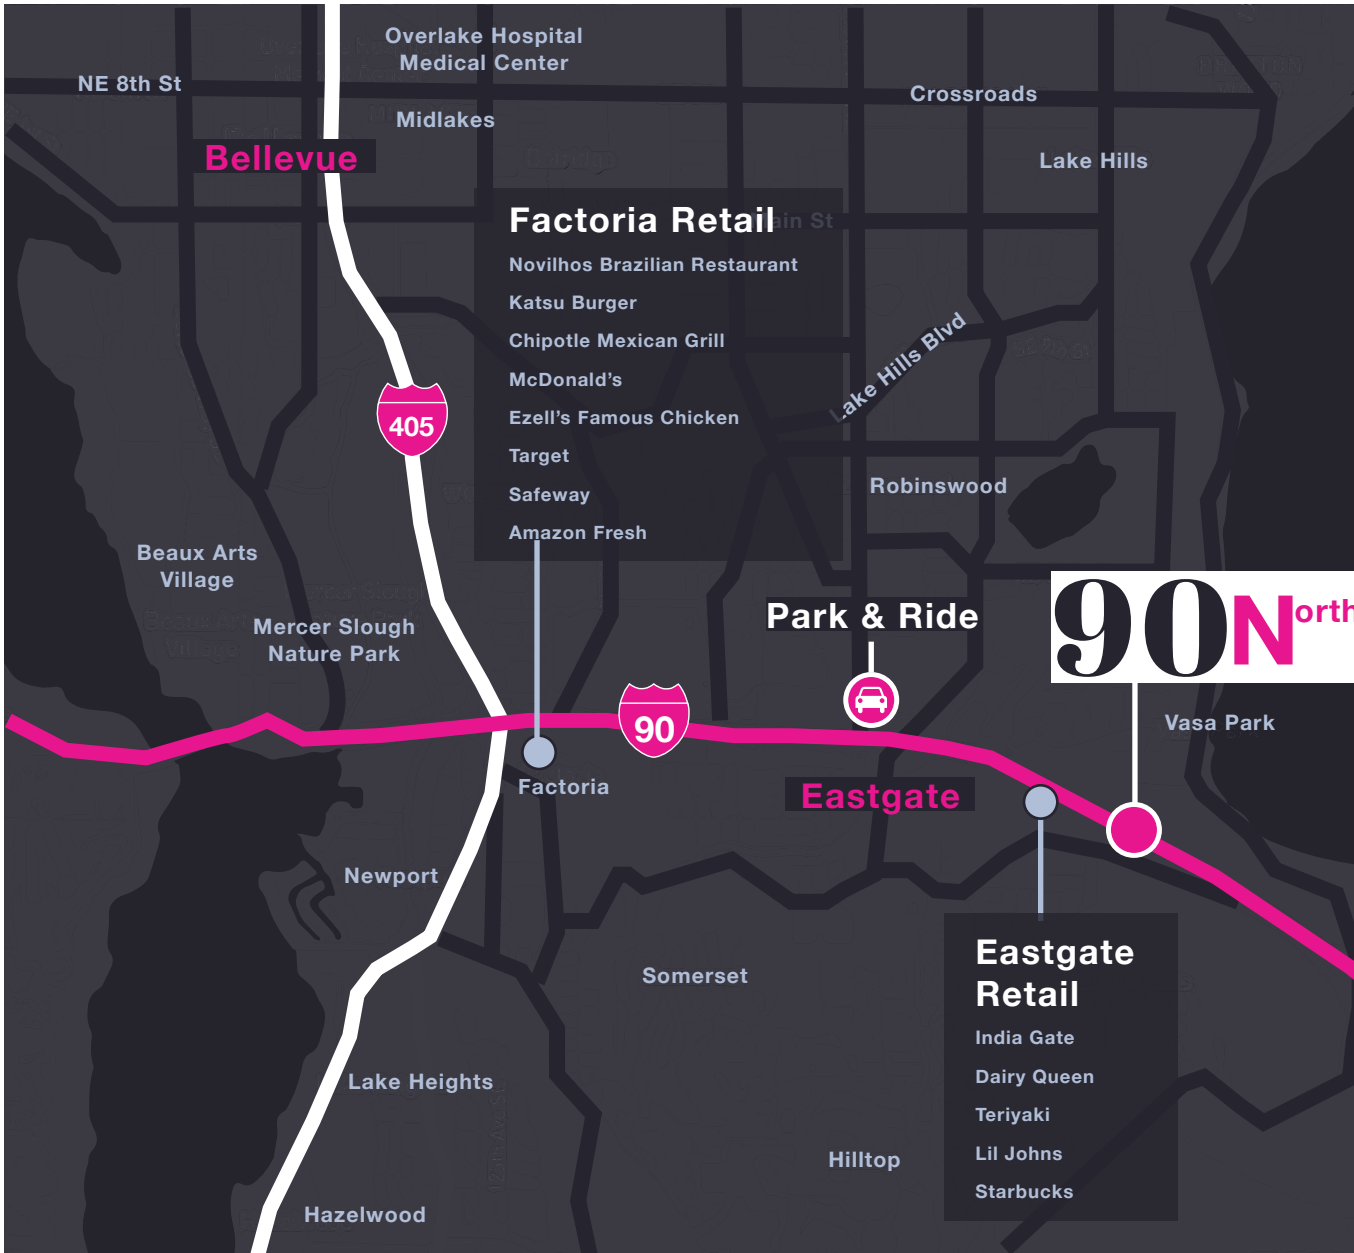 Overlake Hospital
Medical Center
NE 8th St
Crossroads
Midlakes
Bellevue
Lake Hills
Factoria Retail
ain St
Novilhos Brazilian Restaurant
Katsu Burger
Chipotle Mexican Grill
McDonald’s
Ezell’s Famous Chicken
Target
Safeway
Amazon Fresh
Lake Hills Blvd
405
Robinswood
Beaux Arts
Village
Mercer Slough
Nature Park
Park & Ride
90North
90
Vasa Park
Factoria
Eastgate
Newport
Somerset
Eastgate
Retail
India Gate
Dairy Queen
Teriyaki
Lil Johns
Starbucks
Lake Heights
Hilltop
Hazelwood